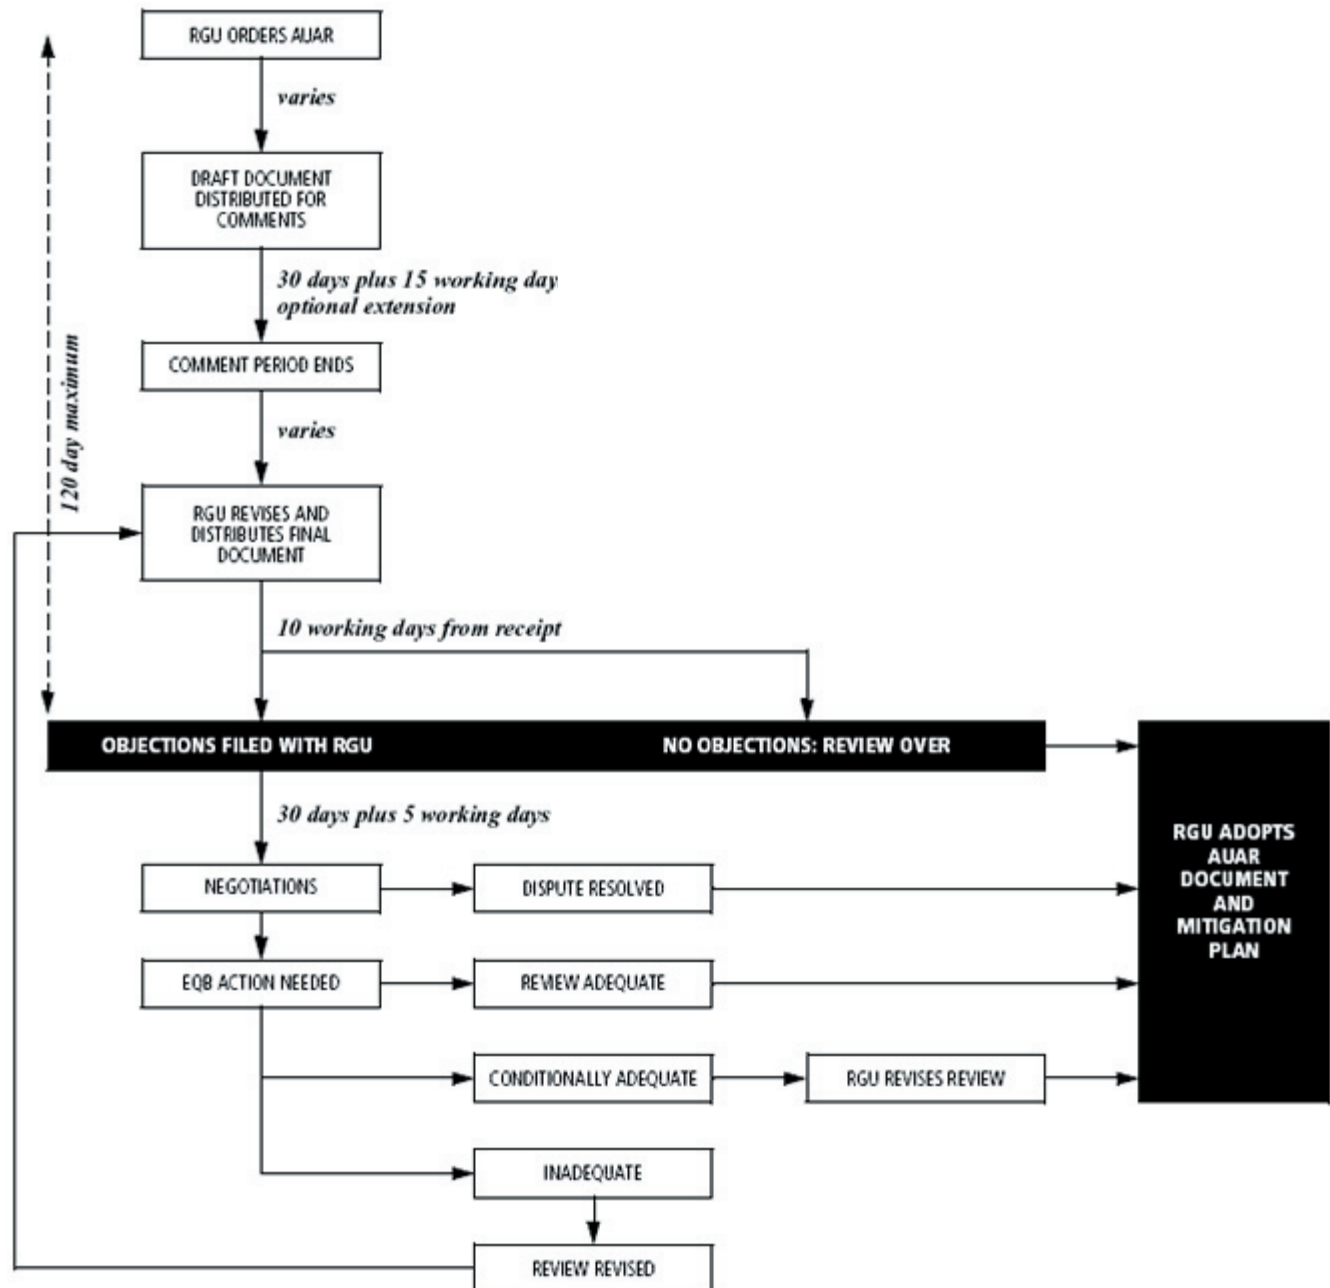 RGU ORDERS AUAR
varies
DRAFT DOCUMENT
DISTRIBUTED FOR
COMMENTS
30 days plus 15 working day
optional extension
COMMENT PERIOD ENDS
120 day maximum
varies
RGU REVISES AND
DISTRIBUTES FINAL
DOCUMENT
10 working days from receipt
OBJECTIONS FILED WITH RGU
NO OBJECTIONS: REVIEW OVER
30 days plus 5 working days
RGU ADOPTS
AUAR
DOCUMENT
AND
MITIGATION
PLAN
NEGOTIATIONS
DISPUTE RESOLVED
EQB ACTION NEEDED
REVIEW ADEQUATE
CONDITIONALLY ADEQUATE
RGU REVISES REVIEW
INADEQUATE
REVIEW REVISED